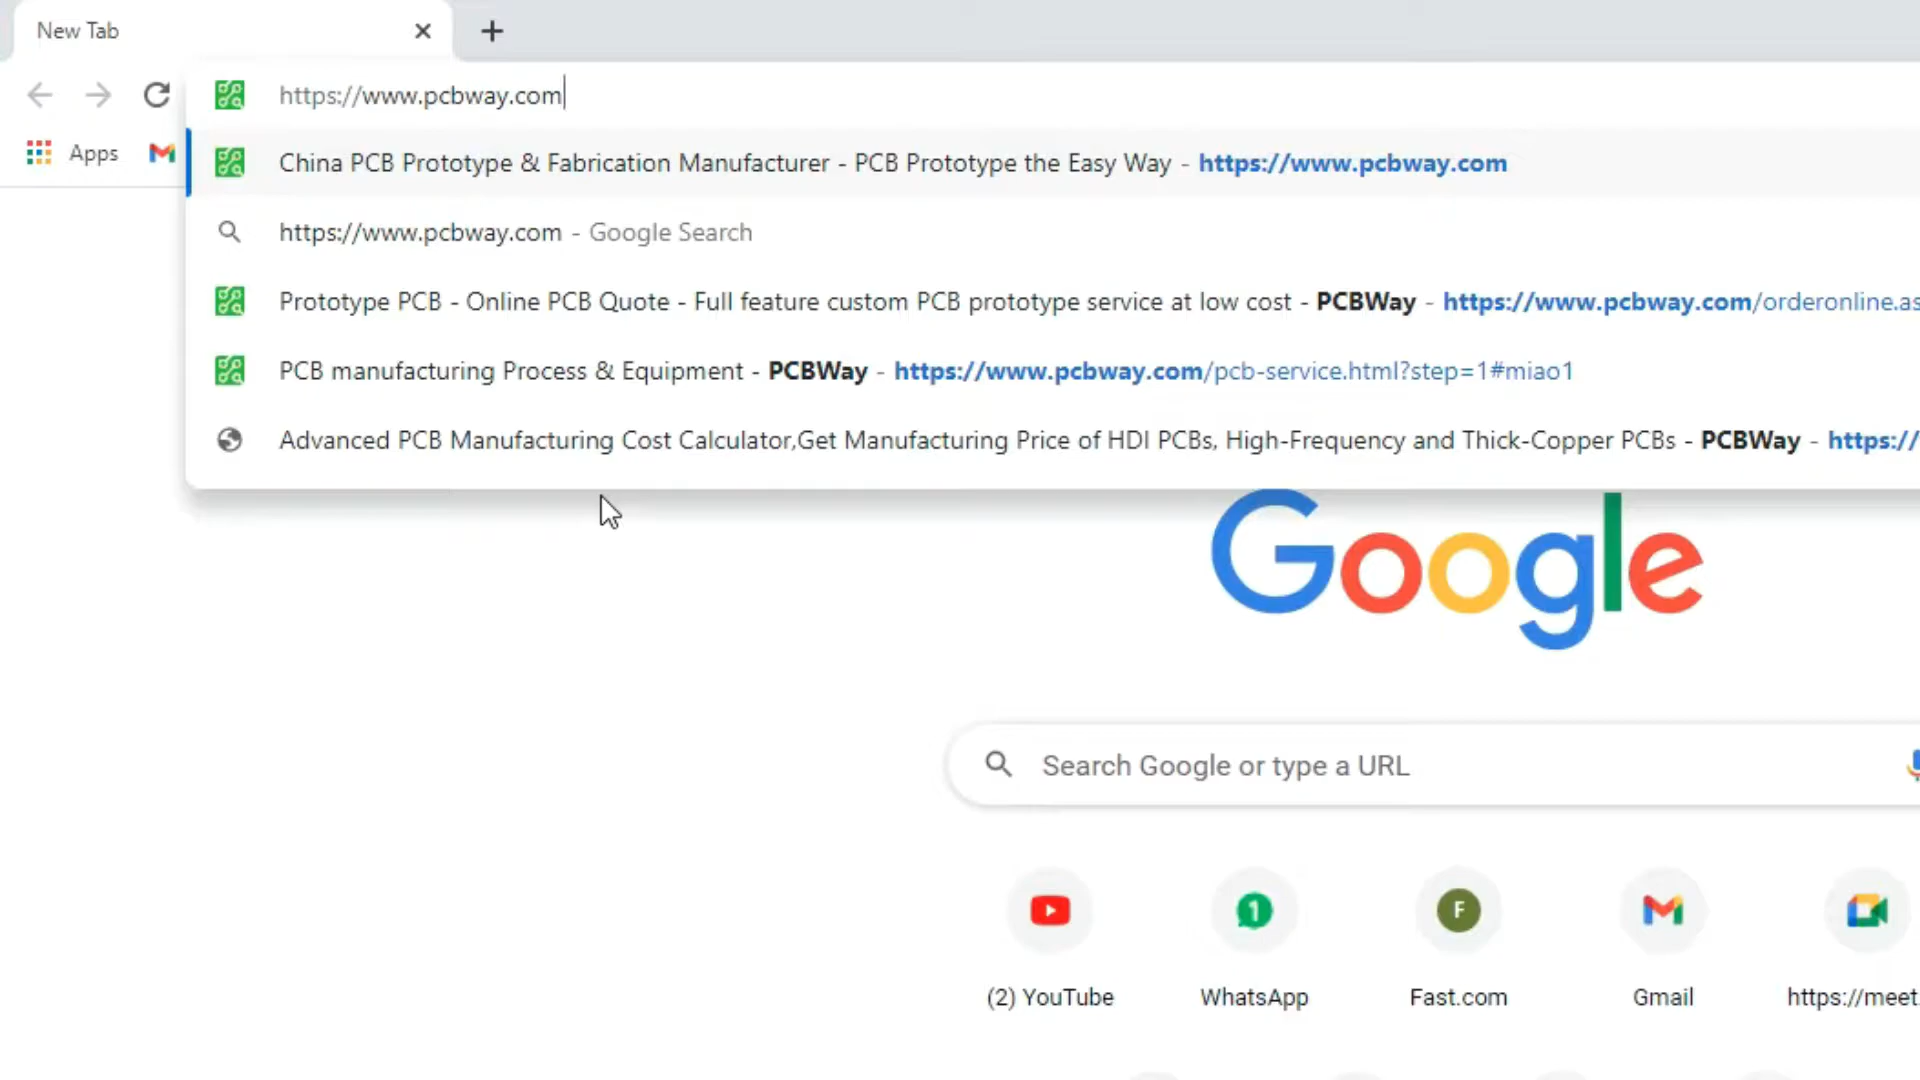 New Tab
https://www.pcbway.com
Apps
China PCB Prototype & Fabrication Manufacturer - PCB Prototype the Easy Way - https://www.pcbway.com
https://www.pcbway.com - Google Search
Prototype PCB - Online PCB Quote - Full feature custom PCB prototype service at low cost - PCBWay - https://www.pcbway.com/orderonline.as
PCB manufacturing Process & Equipment - PCBWay - https://www.pcbway.com/pcb-service.html?step=1#miao1
Advanced PCB Manufacturing Cost Calculator,Get Manufacturing Price of HDI PCBs, High-Frequency and Thick-Copper PCBs - PCBWay - https://
Google
Search Google or type a URL
1
F
(2) YouTube
WhatsApp
Fast.com
Gmail
https://meet.